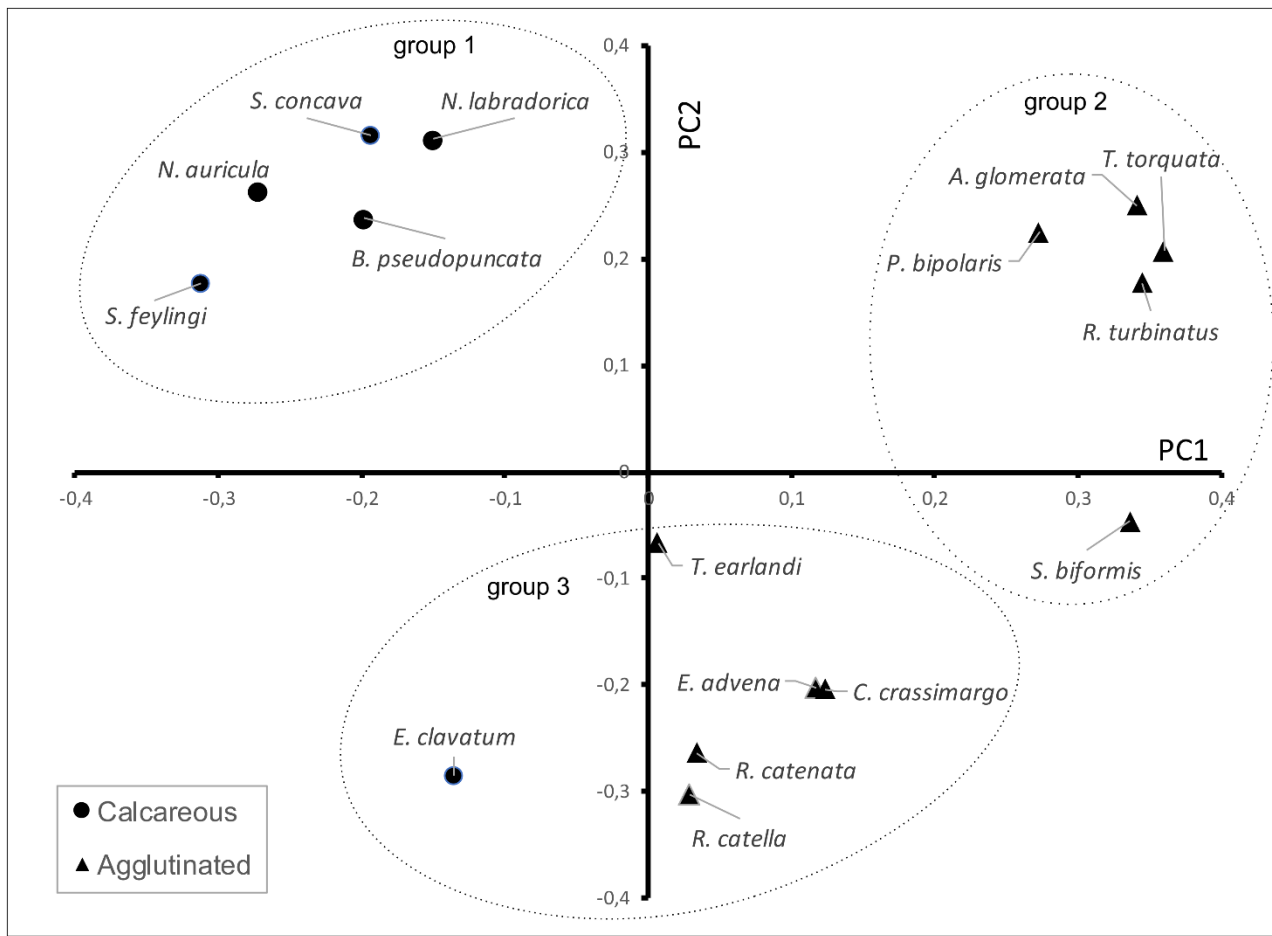 group 1
0,4
S. concava
N. labradorica
PC2
group 2
0,3
T. torquata
N. auricula
A. glomerata
B. pseudopuncata
0,2
P. bipolaris
S. feylingi
R. turbinatus
0,1
PC1
0
-0,4
-0,3
-0,2
-0,1
0
0,1
0,2
0,3
0,4
T. earlandi
S. biformis
-0,1
group 3
-0,2
E. advena
C. crassimargo
E. clavatum
R. catenata
-0,3
Calcareous
R. catella
Agglutinated
-0,4